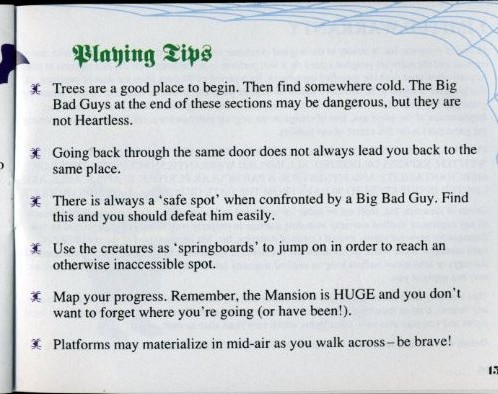 Playing Tips
Trees are a good place to begin. Then find somewhere cold. The Big
Bad Guys at the end of these sections may be dangerous, but they are
not Heartless.
Going back through the same door does not always lead you back to the
same place.
There is always a ‘safe spot’ when confronted by a Big Bad Guy. Find
this and you should defeat him easily.
Use the creatures as ‘springboards’ to jump on in order to reach an
otherwise inaccessible spot.
Map your progress. Remember, the Mansion is HUGE and you don’t
want to forget where you’re going (or have been!).
Platforms may materialize in mid-air as you walk across–be brave!